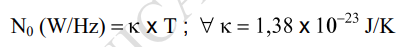 N₀ (W/Hz) = κ x T ; ∀ κ = 1,38 x 10⁻²³ J/K